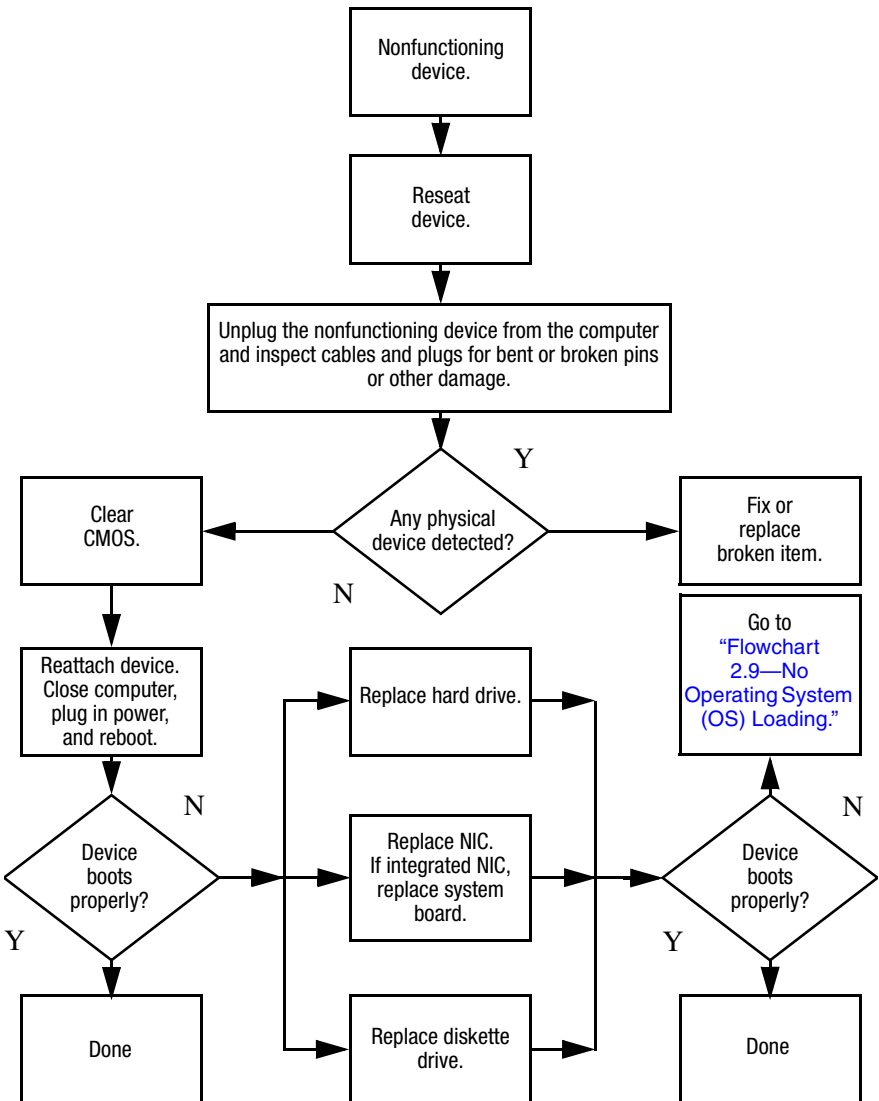 Nonfunctioning
device.
Reseat
device.
Unplug the nonfunctioning device from the computer
and inspect cables and plugs for bent or broken pins
or other damage.
Y
Any physical
device detected?
N
Clear
CMOS.
Fix or
replace
broken item.
Reattach device.
Close computer,
plug in power,
and reboot.
Go to
“Flowchart
2.9—No
Operating System
(OS) Loading.”
Replace hard drive.
N
Device
boots
properly?
Y
Replace NIC.
If integrated NIC,
replace system
board.
N
Device
boots
properly?
Y
Done
Replace diskette
drive.
Done